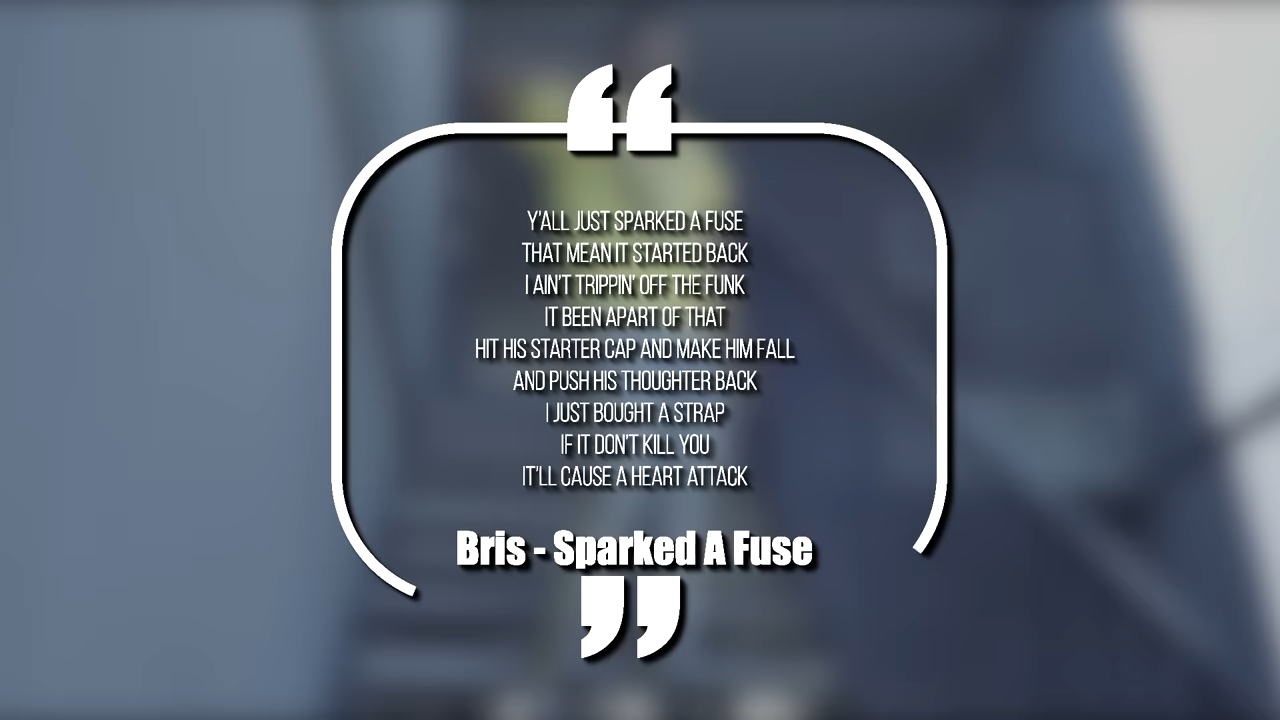 Y'ALL JUST SPARKED A FUSE
THAT MEAN IT STARTED BACK
I AIN'T TRIPPIN' OFF THE FUNK
IT BEEN APART OF THAT
HIT HIS STARTER CAP AND MAKE HIM FALL
AND PUSH HIS THOUGHTER BACK
I JUST BOUGHT A STRAP
IF IT DON'T KILL YOU
IT'LL CAUSE A HEART ATTACK
Bris - Sparked A Fuse